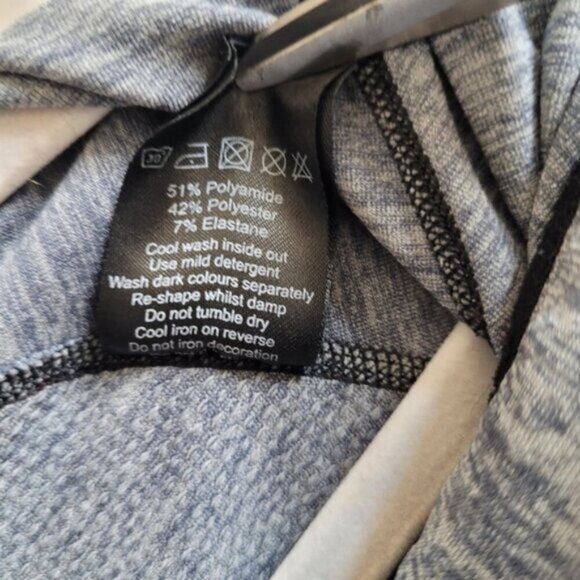 30
51% Polyamide
42% Polyester
7% Elastane
Cool wash inside out
Use mild detergent
Wash dark colours separately
Re-shape whilst damp
Do not tumble dry
Cool iron on reverse
Do not iron decoration